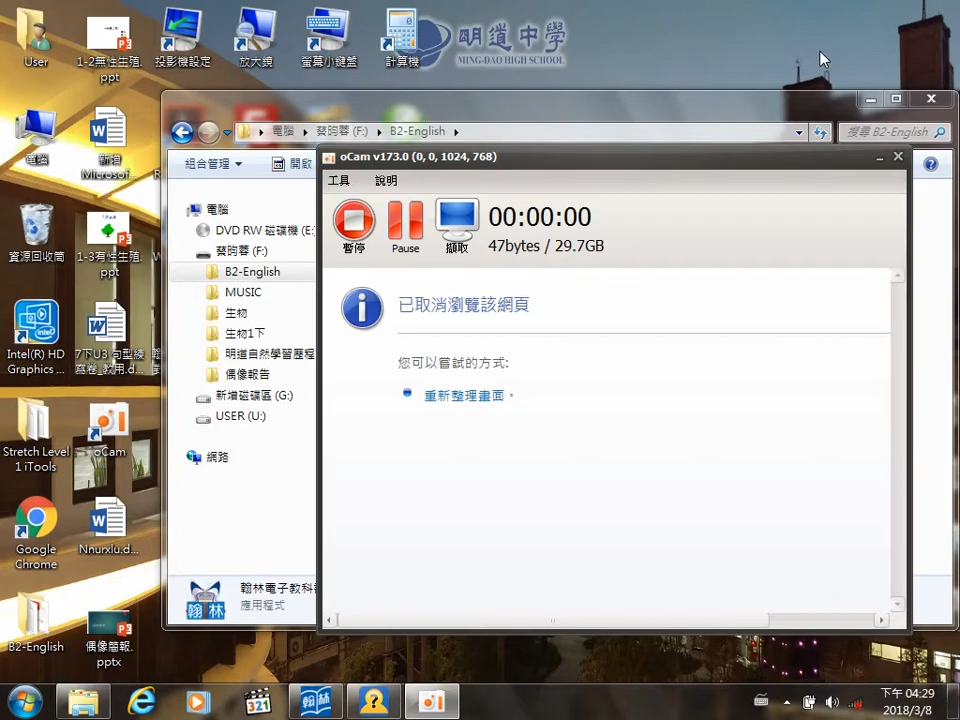 User
1-2無性生殖.
ppt
投影機設定
放大鏡
螢幕小鍵盤
計算機
明道中學
MING-DAO HIGH SCHOOL
電腦
新增
Microsof...
資源回收筒
1-3有性生殖.
ppt
Intel(R) HD
Graphics ...
7下U3 句型練
習卷_教用.d...
Stretch Level
1 iTools
oCam
Google
Chrome
Nnurxlu.d...
B2-English
偶像簡報.
pptx
電腦
蔡昀蓉 (F:)
B2-English
搜尋 B2-English
組合管理
開啟
電腦
DVD RW 磁碟機 (E:
蔡昀蓉 (F:)
B2-English
MUSIC
生物
生物1下
明道自然學習歷程
偶像報告
新增磁碟區 (G:)
USER (U:)
網路
翰林
翰林電子教科
應用程式
oCam v173.0 (0, 0, 1024, 768)
工具
說明
暫停
Pause
擷取
00:00:00
47bytes / 29.7GB
已取消瀏覽該網頁
您可以嘗試的方式:
重新整理畫面。
321
翰林
下午 04:29
2018/3/8